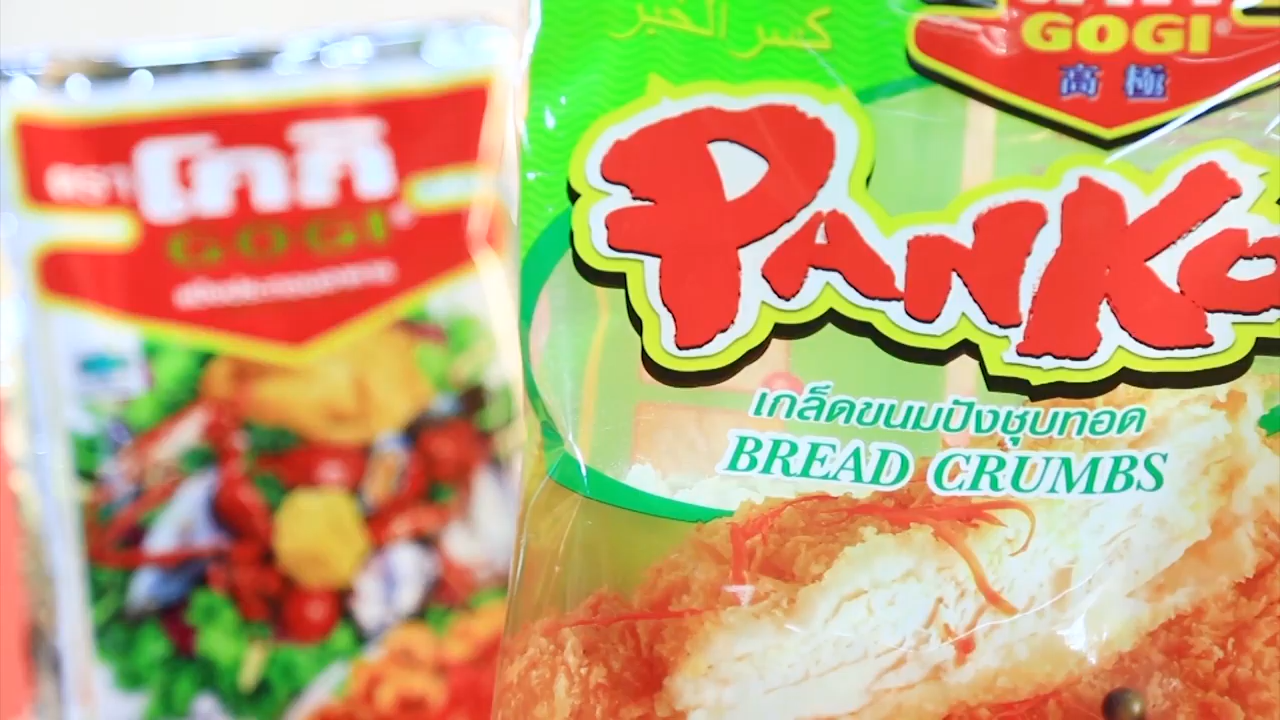 ตรา โกกิ
GOGI
كسر الخبز
GOGI
高極
PANKO
เกล็ดขนมปังชุบทอด
BREAD CRUMBS